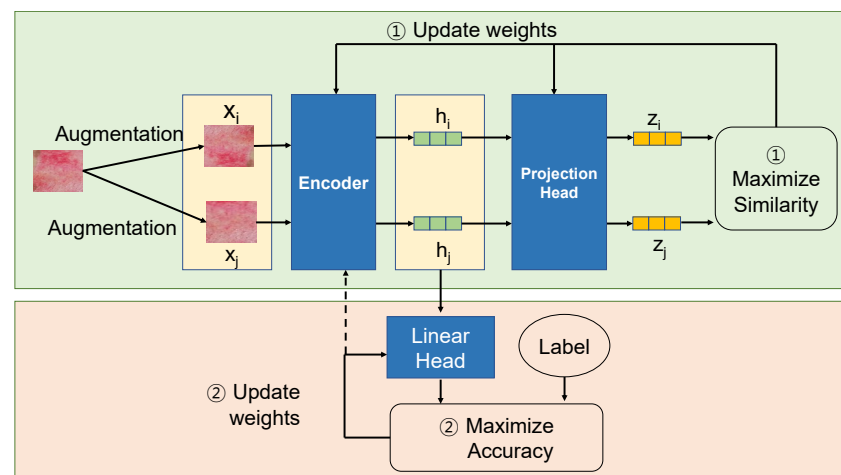 ① Update weights
x_i
h_i
z_i
Augmentation
Encoder
Projection
Head
①
Maximize
Similarity
Augmentation
x_j
h_j
z_j
Linear
Head
Label
② Update
weights
② Maximize
Accuracy